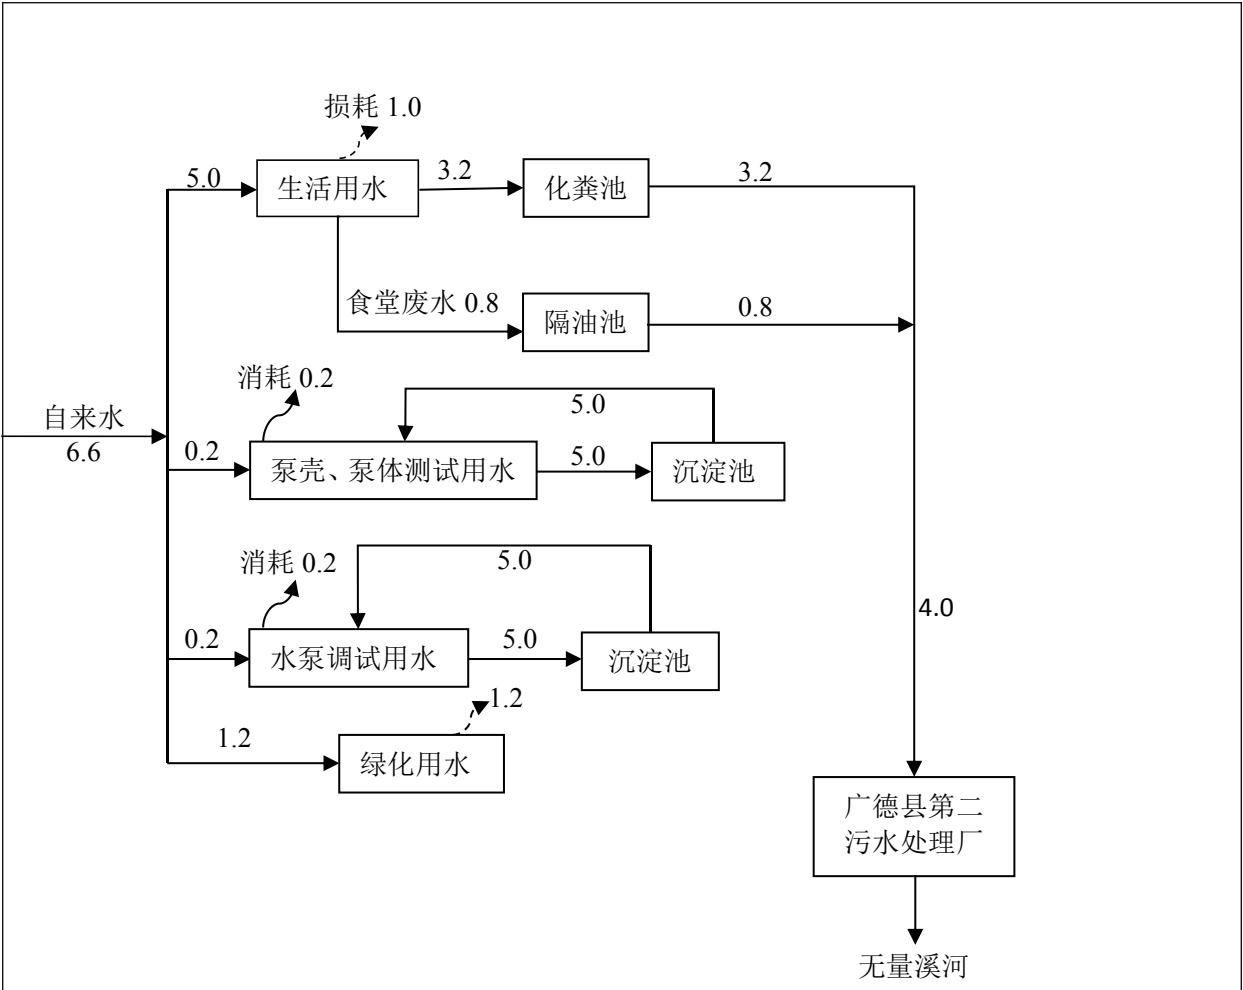 损耗 1.0
5.0
生活用水
3.2
化粪池
3.2
食堂废水 0.8
隔油池
0.8
消耗 0.2
5.0
自来水
6.6
0.2
泵壳、泵体测试用水
5.0
沉淀池
消耗 0.2
5.0
0.2
水泵调试用水
5.0
沉淀池
4.0
1.2
1.2
绿化用水
广德县第二
污水处理厂
无量溪河